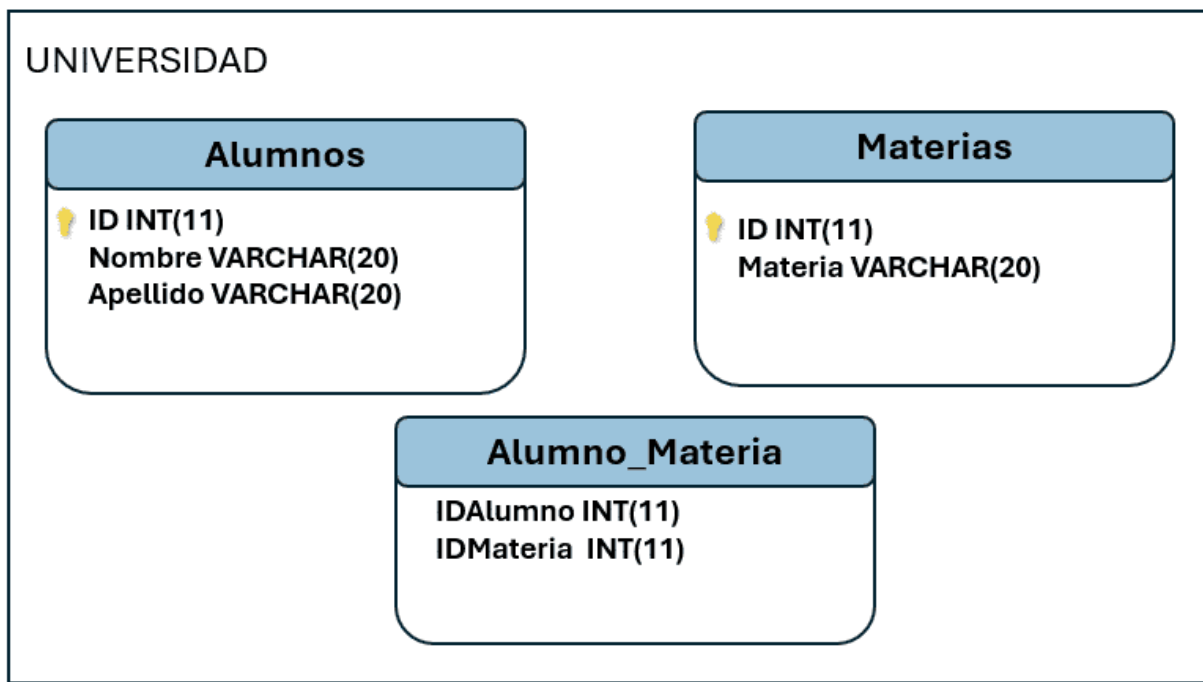 UNIVERSIDAD
Alumnos
ID INT(11)
Nombre VARCHAR(20)
Apellido VARCHAR(20)
Materias
ID INT(11)
Materia VARCHAR(20)
Alumno_Materia
IDAlumno INT(11)
IDMateria INT(11)